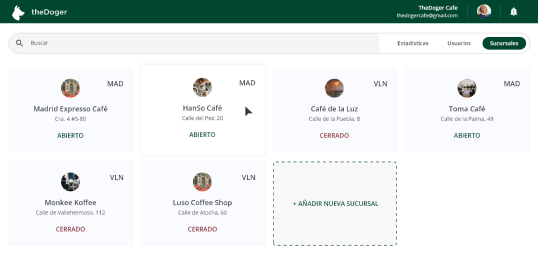 theDoger
TheDoger Cafe
thedogercafe@gmail.com
Buscar
Estadísticas
Usuarios
Sucursales
MAD
Madrid Expresso Café
Cra. 4 #5-80
ABIERTO
MAD
HanSo Café
Calle del Pez, 20
ABIERTO
VLN
Café de la Luz
Calle de la Puebla, 8
CERRADO
MAD
Toma Café
Calle de la Palma, 49
ABIERTO
VLN
Monkee Koffee
Calle de Vallehermoso, 112
CERRADO
VLN
Luso Coffee Shop
Calle de Atocha, 60
CERRADO
+ AÑADIR NUEVA SUCURSAL